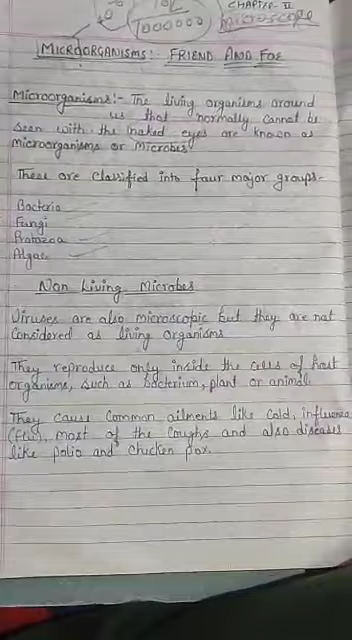 CHAPTER II
1000000
microscope
MICROORGANISMS:- FRIEND AND FOE
Microorganisms:- The living organisms around
us that normally cannot be
seen with the naked eyes are known as
microorganisms or microbes
These are classified into four major groups-
Bacteria
Fungi
Protozoa
Algae
Non Living Microbes
Viruses are also microscopic but they are not
Considered as living organisms
They reproduce only inside the cells of host
organisms, such as bacterium, plant or animal.
They cause common ailments like cold, influenza
(flu), most of the coughs and also diseases
like polio and chicken pox.